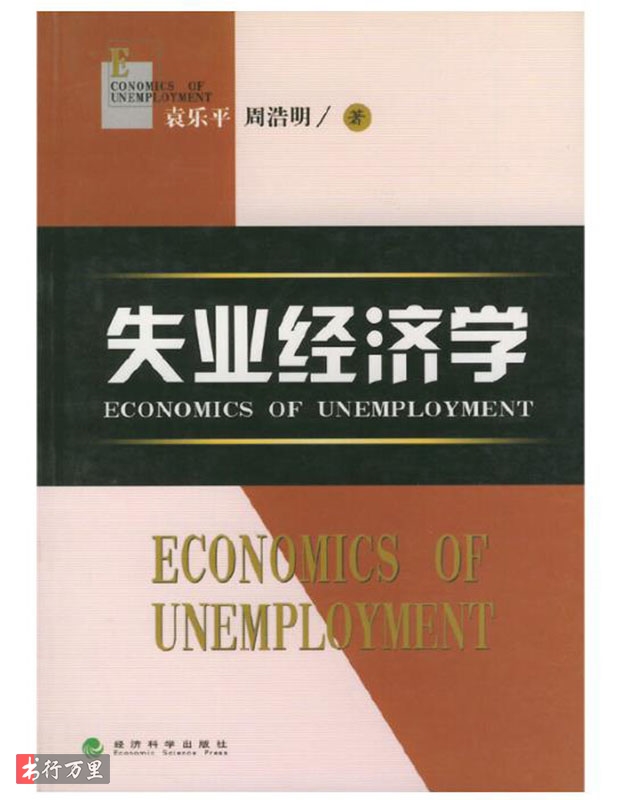 E
CONOMICS OF
UNEMPLOYMENT
袁乐平 周浩明/ 著
失业经济学
ECONOMICS OF UNEMPLOYMENT
ECONOMICS OF
UNEMPLOYMENT
经济科学出版社
Economic Science Press
书行万里